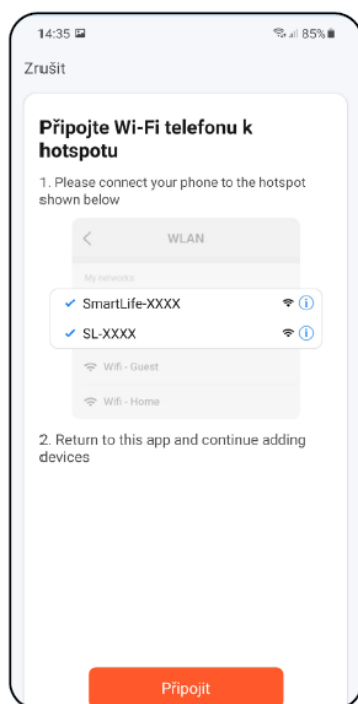 14:35 85%
Zrušit
Připojte Wi-Fi telefonu k
hotspotu
1. Please connect your phone to the hotspot
shown below
WLAN
My networks
SmartLife-XXXX
SL-XXXX
Wifi - Guest
Wifi - Home
2. Return to this app and continue adding
devices
Připojit